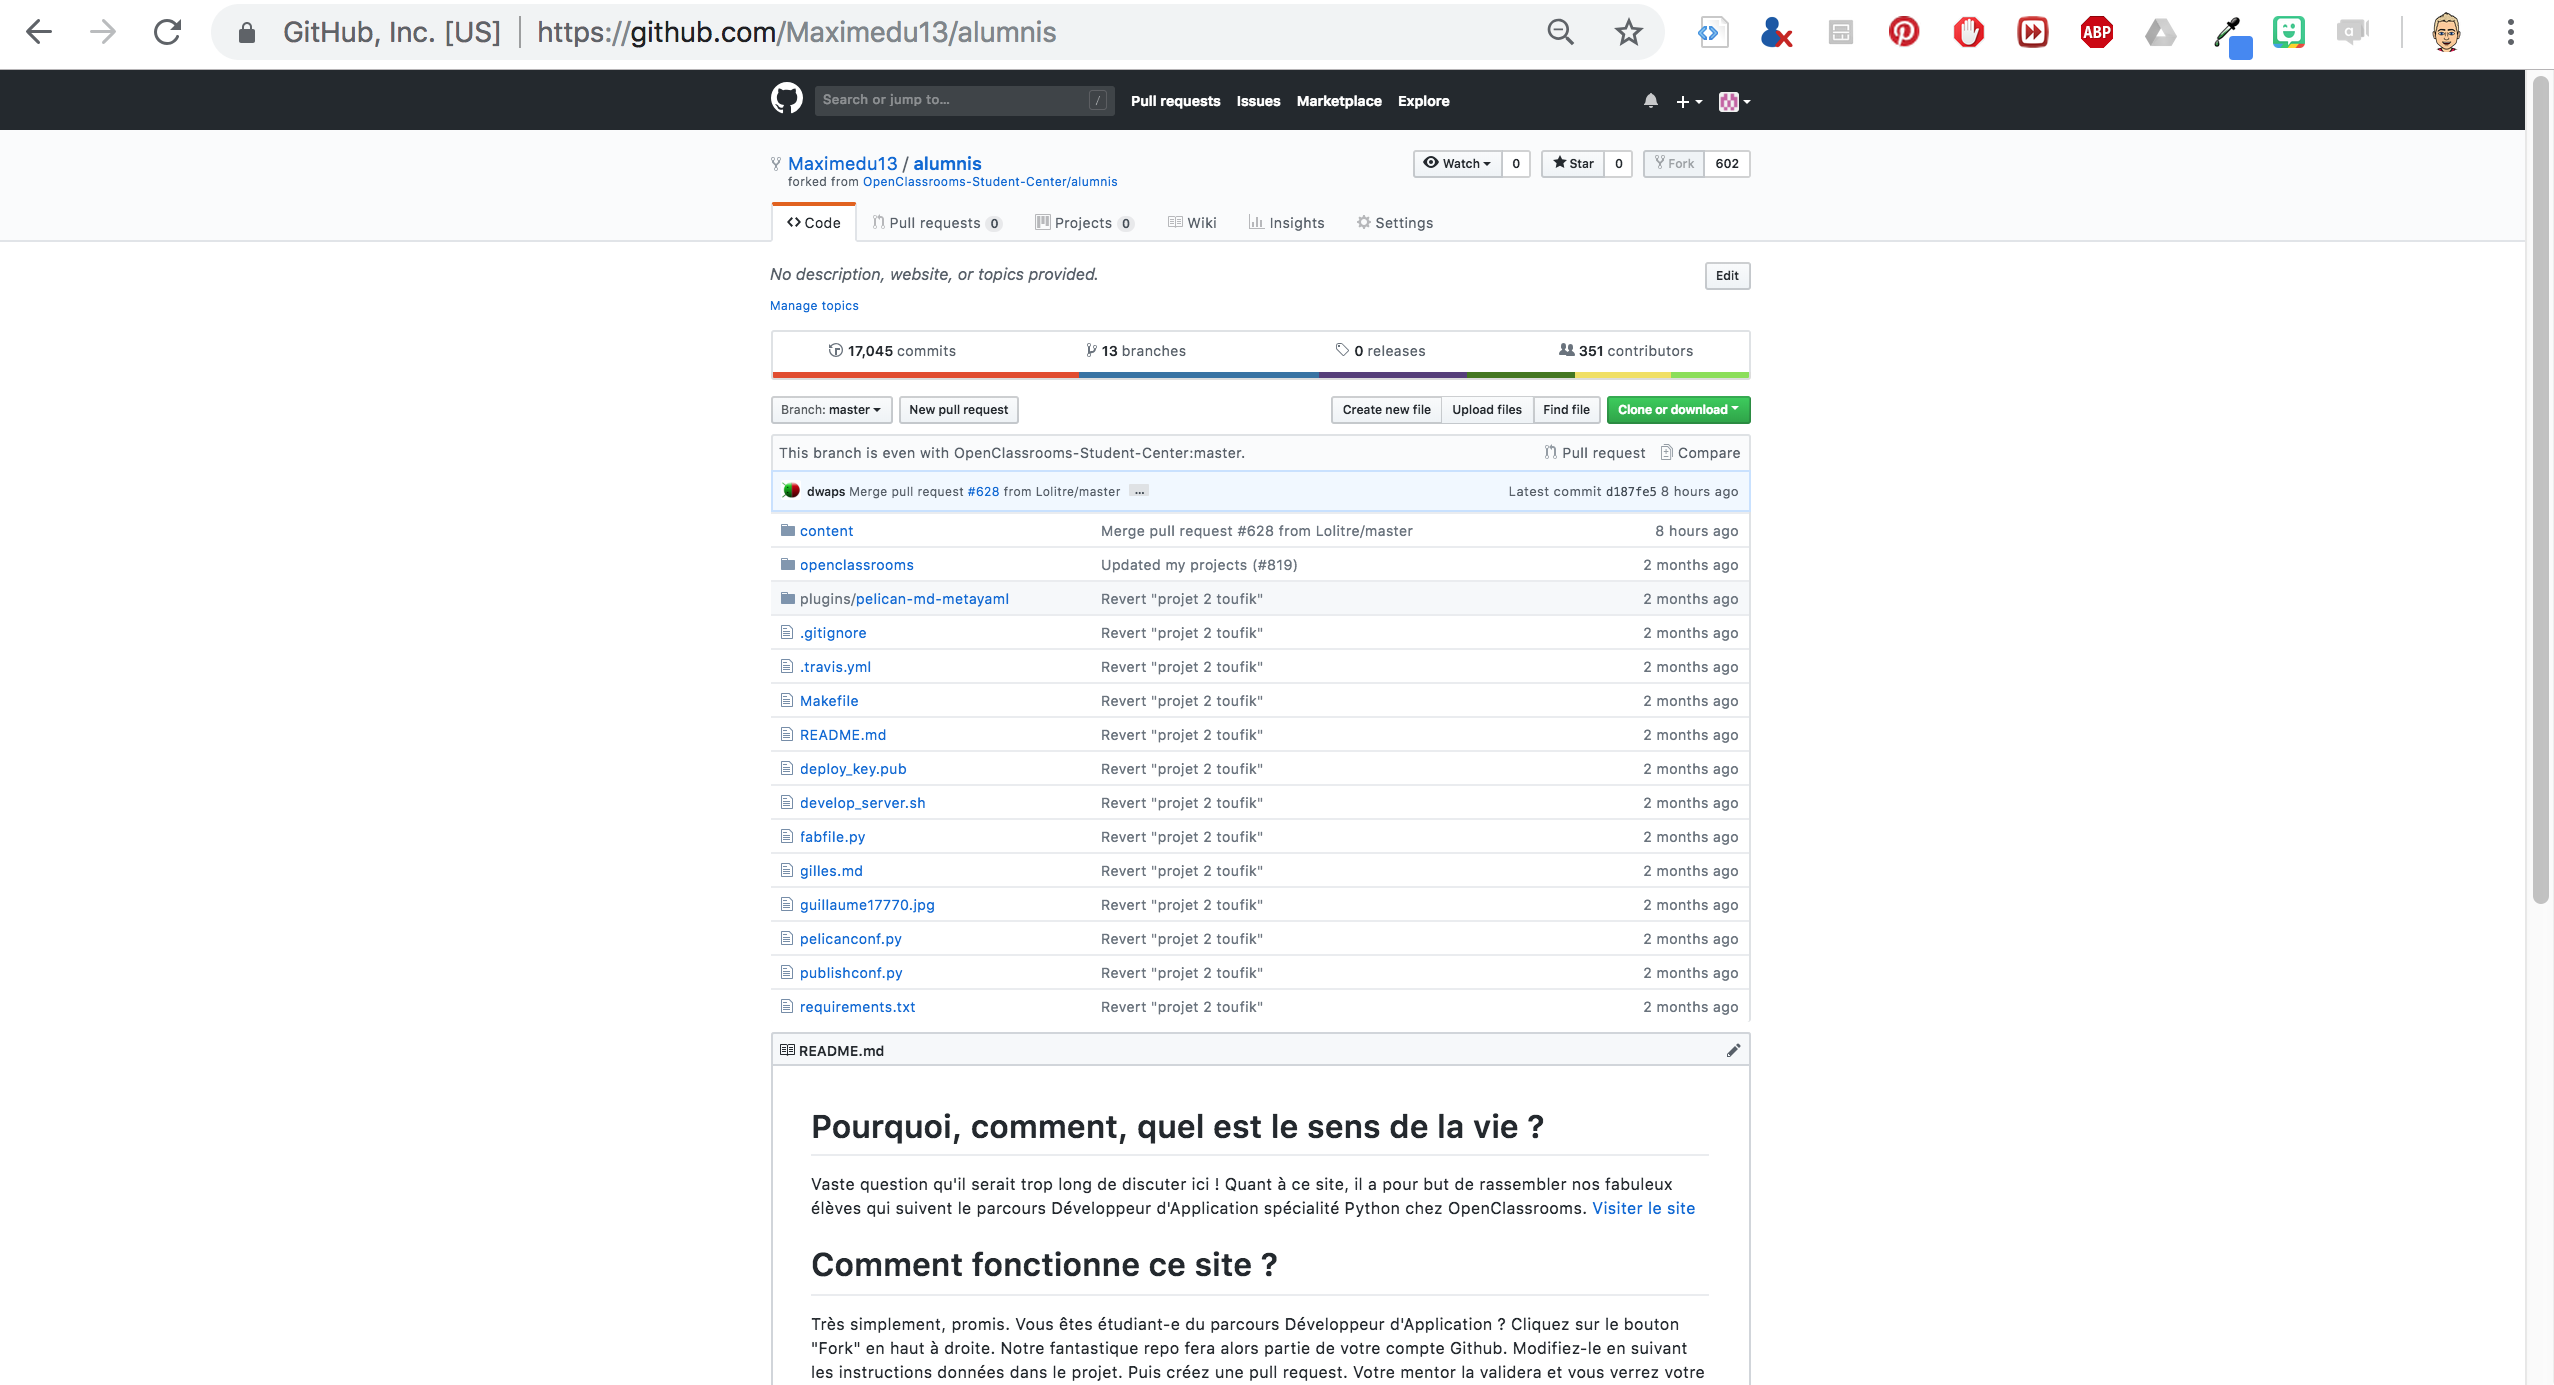 GitHub, Inc. [US] https://github.com/Maximedu13/alumnis
ABP
Search or jump to... / Pull requests Issues Marketplace Explore
Maximedu13 / alumnis Watch 0 Star 0 Fork 602
forked from OpenClassrooms-Student-Center/alumnis
Code Pull requests 0 Projects 0 Wiki Insights Settings
No description, website, or topics provided. Edit
Manage topics
17,045 commits 13 branches 0 releases 351 contributors
Branch: master New pull request Create new file Upload files Find file Clone or download
This branch is even with OpenClassrooms-Student-Center:master. Pull request Compare
dwaps Merge pull request #628 from Lolitre/master ... Latest commit d187fe5 8 hours ago
content Merge pull request #628 from Lolitre/master 8 hours ago
openclassrooms Updated my projects (#819) 2 months ago
plugins/pelican-md-metayaml Revert "projet 2 toufik" 2 months ago
.gitignore Revert "projet 2 toufik" 2 months ago
.travis.yml Revert "projet 2 toufik" 2 months ago
Makefile Revert "projet 2 toufik" 2 months ago
README.md Revert "projet 2 toufik" 2 months ago
deploy_key.pub Revert "projet 2 toufik" 2 months ago
develop_server.sh Revert "projet 2 toufik" 2 months ago
fabfile.py Revert "projet 2 toufik" 2 months ago
gilles.md Revert "projet 2 toufik" 2 months ago
guillaume17770.jpg Revert "projet 2 toufik" 2 months ago
pelicanconf.py Revert "projet 2 toufik" 2 months ago
publishconf.py Revert "projet 2 toufik" 2 months ago
requirements.txt Revert "projet 2 toufik" 2 months ago
README.md
Pourquoi, comment, quel est le sens de la vie ?
Vaste question qu'il serait trop long de discuter ici ! Quant à ce site, il a pour but de rassembler nos fabuleux
élèves qui suivent le parcours Développeur d'Application spécialité Python chez OpenClassrooms. Visiter le site
Comment fonctionne ce site ?
Très simplement, promis. Vous êtes étudiant-e du parcours Développeur d'Application ? Cliquez sur le bouton
"Fork" en haut à droite. Notre fantastique repo fera alors partie de votre compte Github. Modifiez-le en suivant
les instructions données dans le projet. Puis créez une pull request. Votre mentor la validera et vous verrez votre